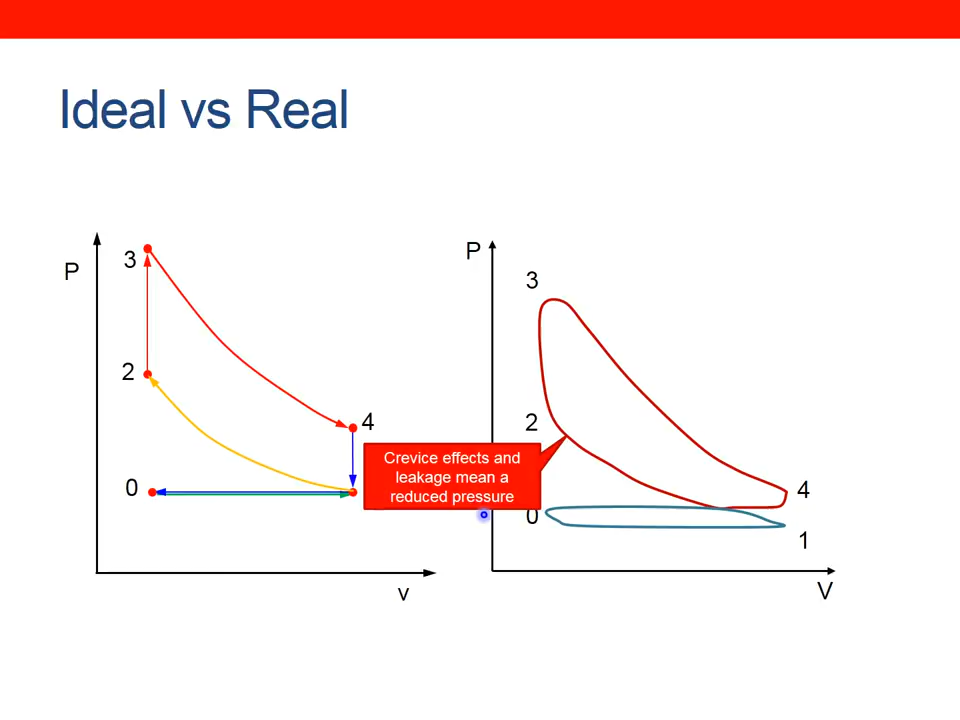 Ideal vs Real
P
3
2
4
0
v
P
3
2
Crevice effects and
leakage mean a
reduced pressure
4
0
1
V